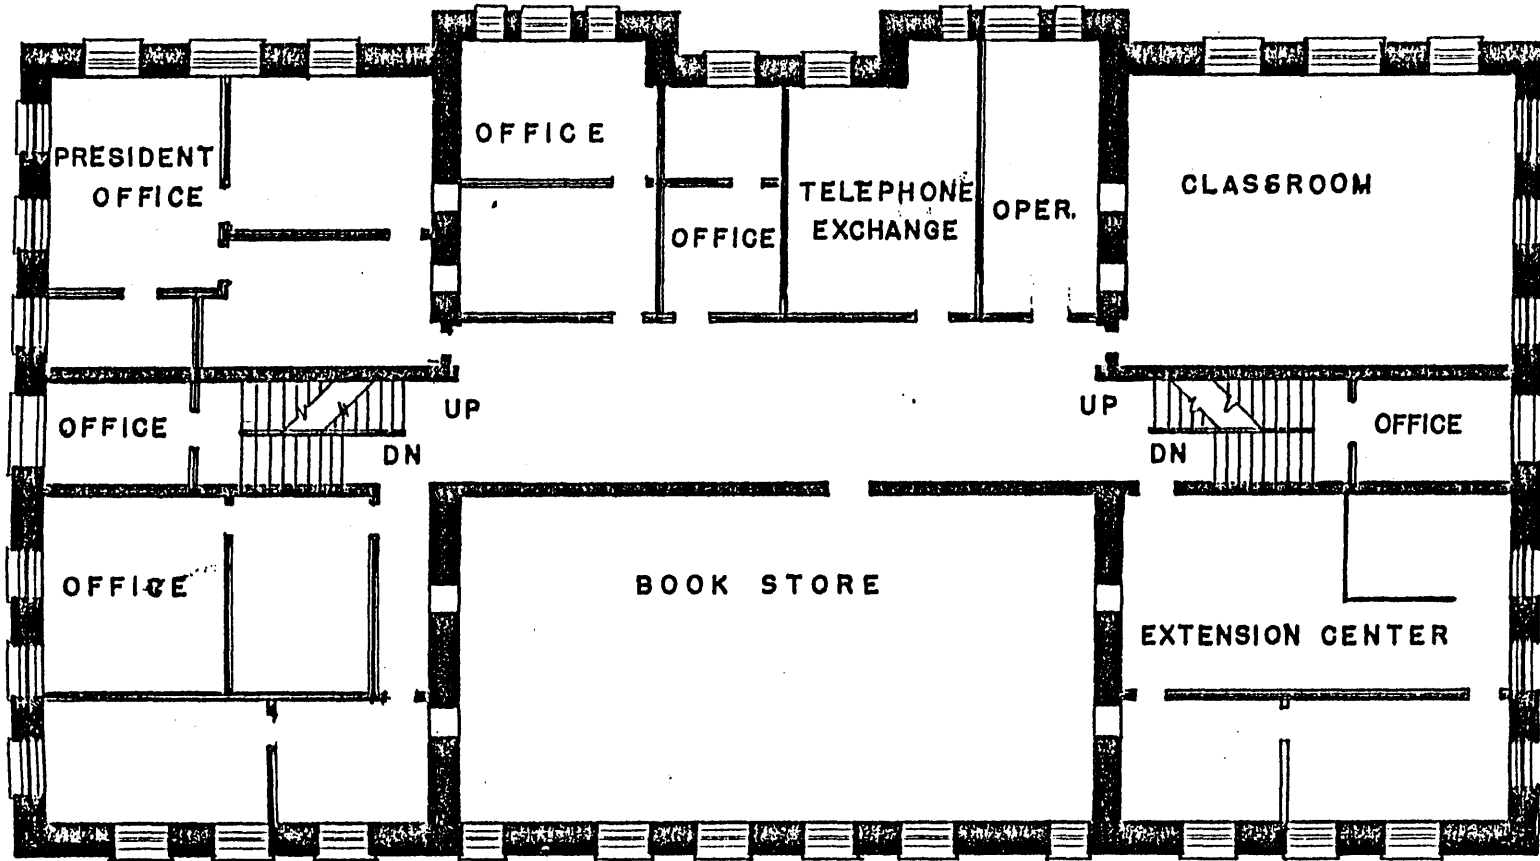 PRESIDENT
OFFICE
OFFICE
OFFICE
TELEPHONE
EXCHANGE
OPER.
CLASSROOM
OFFICE
UP
DN
UP
DN
OFFICE
OFFICE
BOOK STORE
EXTENSION CENTER